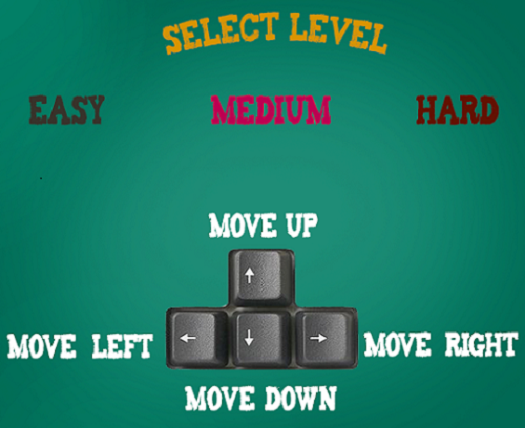 SELECT LEVEL
EASY MEDIUM HARD
MOVE UP
↑
MOVE LEFT ← ↓ → MOVE RIGHT
MOVE DOWN